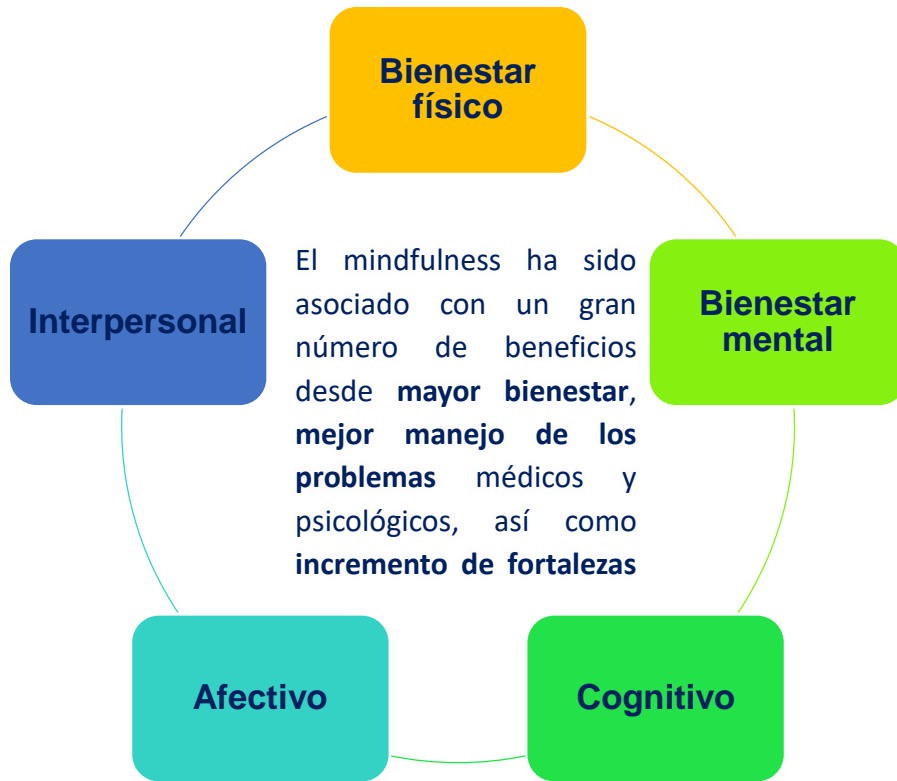 Bienestar
físico
Interpersonal
El mindfulness ha sido
asociado con un gran
número de beneficios
desde mayor bienestar,
mejor manejo de los
problemas médicos y
psicológicos, así como
incremento de fortalezas
Bienestar
mental
Afectivo
Cognitivo